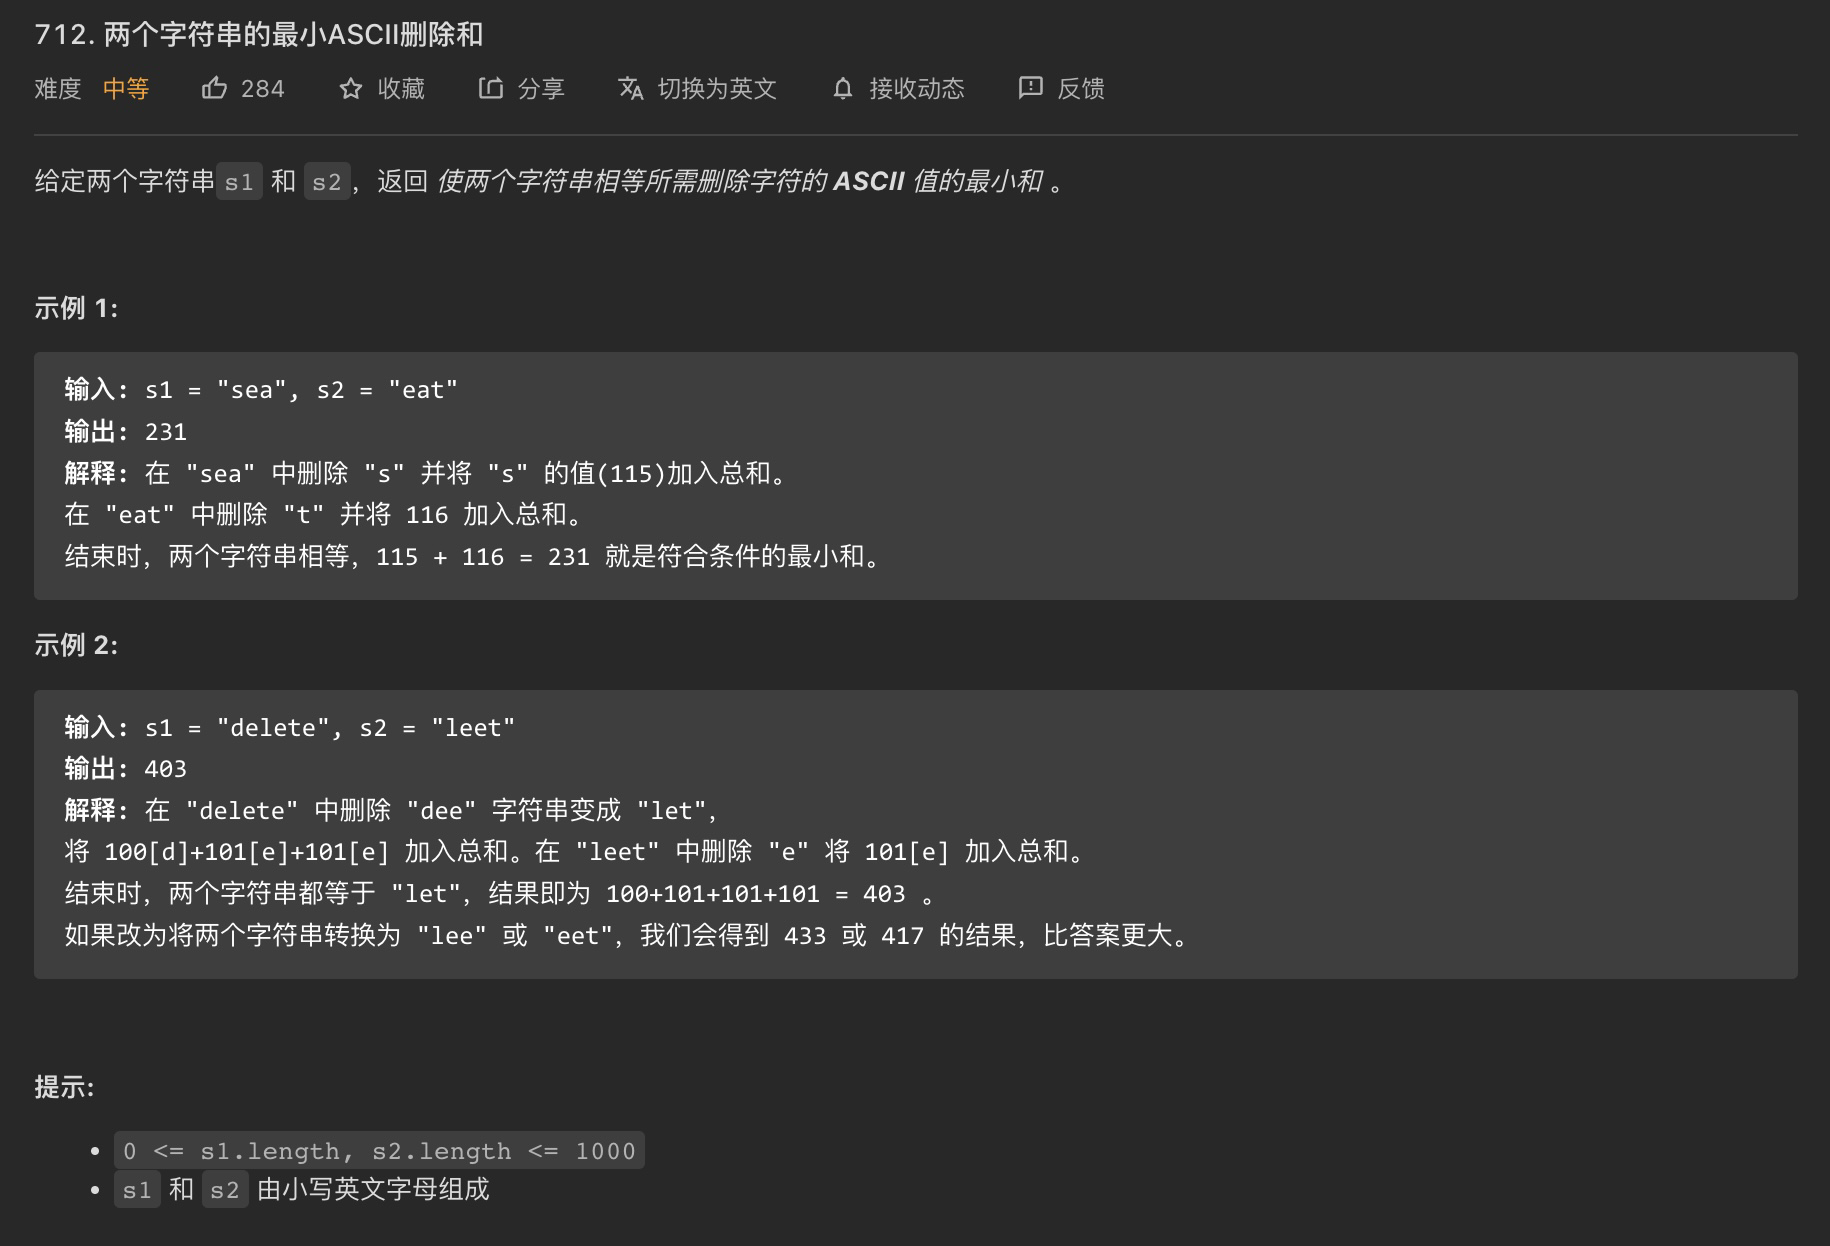 712. 两个字符串的最小ASCII删除和
难度 中等 284 收藏 分享 切换为英文 接收动态 反馈
给定两个字符串s1 和 s2，返回 使两个字符串相等所需删除字符的 ASCII 值的最小和 。
示例 1:
输入: s1 = "sea", s2 = "eat"
输出: 231
解释: 在 "sea" 中删除 "s" 并将 "s" 的值(115)加入总和。
在 "eat" 中删除 "t" 并将 116 加入总和。
结束时，两个字符串相等，115 + 116 = 231 就是符合条件的最小和。
示例 2:
输入: s1 = "delete", s2 = "leet"
输出: 403
解释: 在 "delete" 中删除 "dee" 字符串变成 "let"，
将 100[d]+101[e]+101[e] 加入总和。在 "leet" 中删除 "e" 将 101[e] 加入总和。
结束时，两个字符串都等于 "let"，结果即为 100+101+101+101 = 403 。
如果改为将两个字符串转换为 "lee" 或 "eet"，我们会得到 433 或 417 的结果，比答案更大。
提示:
• 0 <= s1.length, s2.length <= 1000
• s1 和 s2 由小写英文字母组成